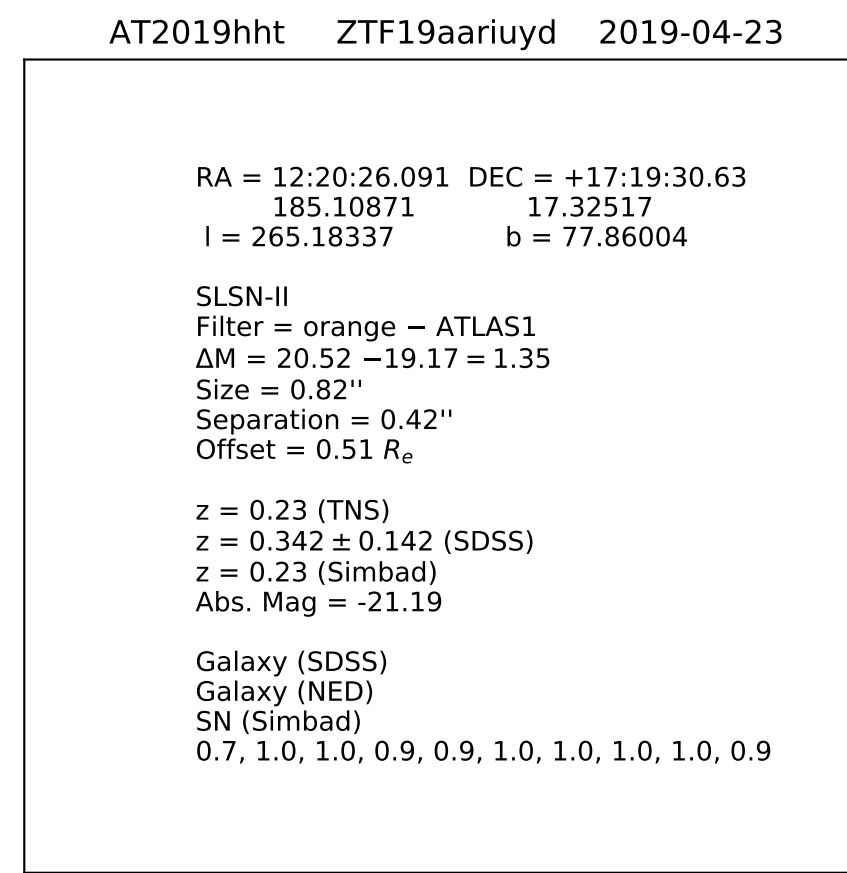 AT2019hht ZTF19aariuyd 2019-04-23
RA = 12:20:26.091 DEC = +17:19:30.63
185.10871 17.32517
l = 265.18337 b = 77.86004
SLSN-II
Filter = orange − ATLAS1
ΔM = 20.52 −19.17 = 1.35
Size = 0.82''
Separation = 0.42''
Offset = 0.51 Re
z = 0.23 (TNS)
z = 0.342 ± 0.142 (SDSS)
z = 0.23 (Simbad)
Abs. Mag = -21.19
Galaxy (SDSS)
Galaxy (NED)
SN (Simbad)
0.7, 1.0, 1.0, 0.9, 0.9, 1.0, 1.0, 1.0, 1.0, 0.9